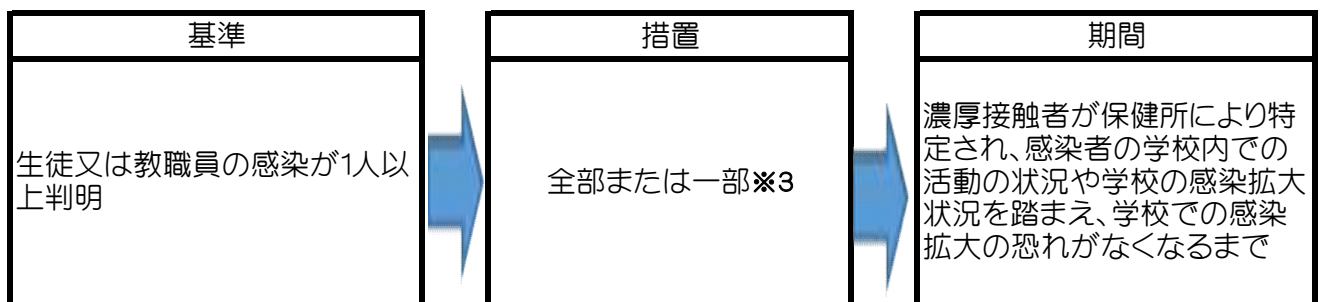 基準
生徒又は教職員の感染が1人以
上判明
措置
全部または一部※3
期間
濃厚接触者が保健所により特
定され、感染者の学校内での
活動の状況や学校の感染拡大
状況を踏まえ、学校での感染
拡大の恐れがなくなるまで